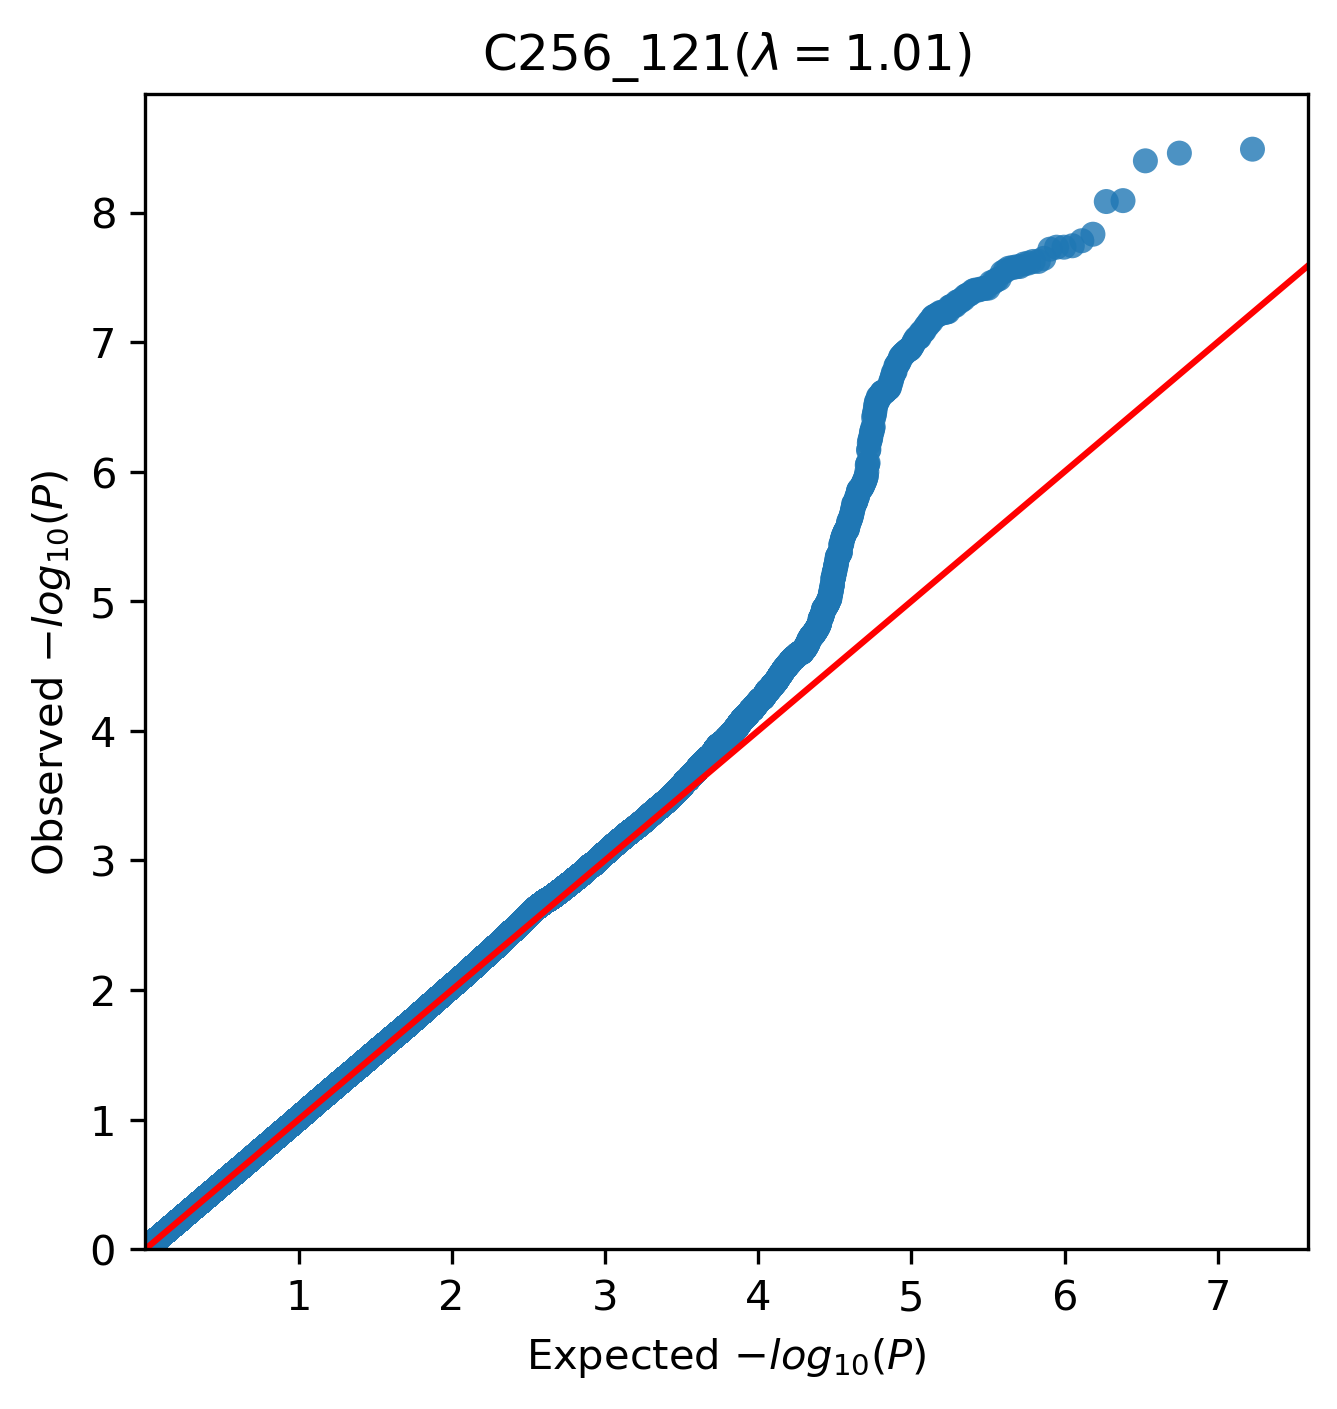 C256_121(λ = 1.01)
Observed −log₁₀(P)
8
7
6
5
4
3
2
1
0
1 2 3 4 5 6 7
Expected −log₁₀(P)